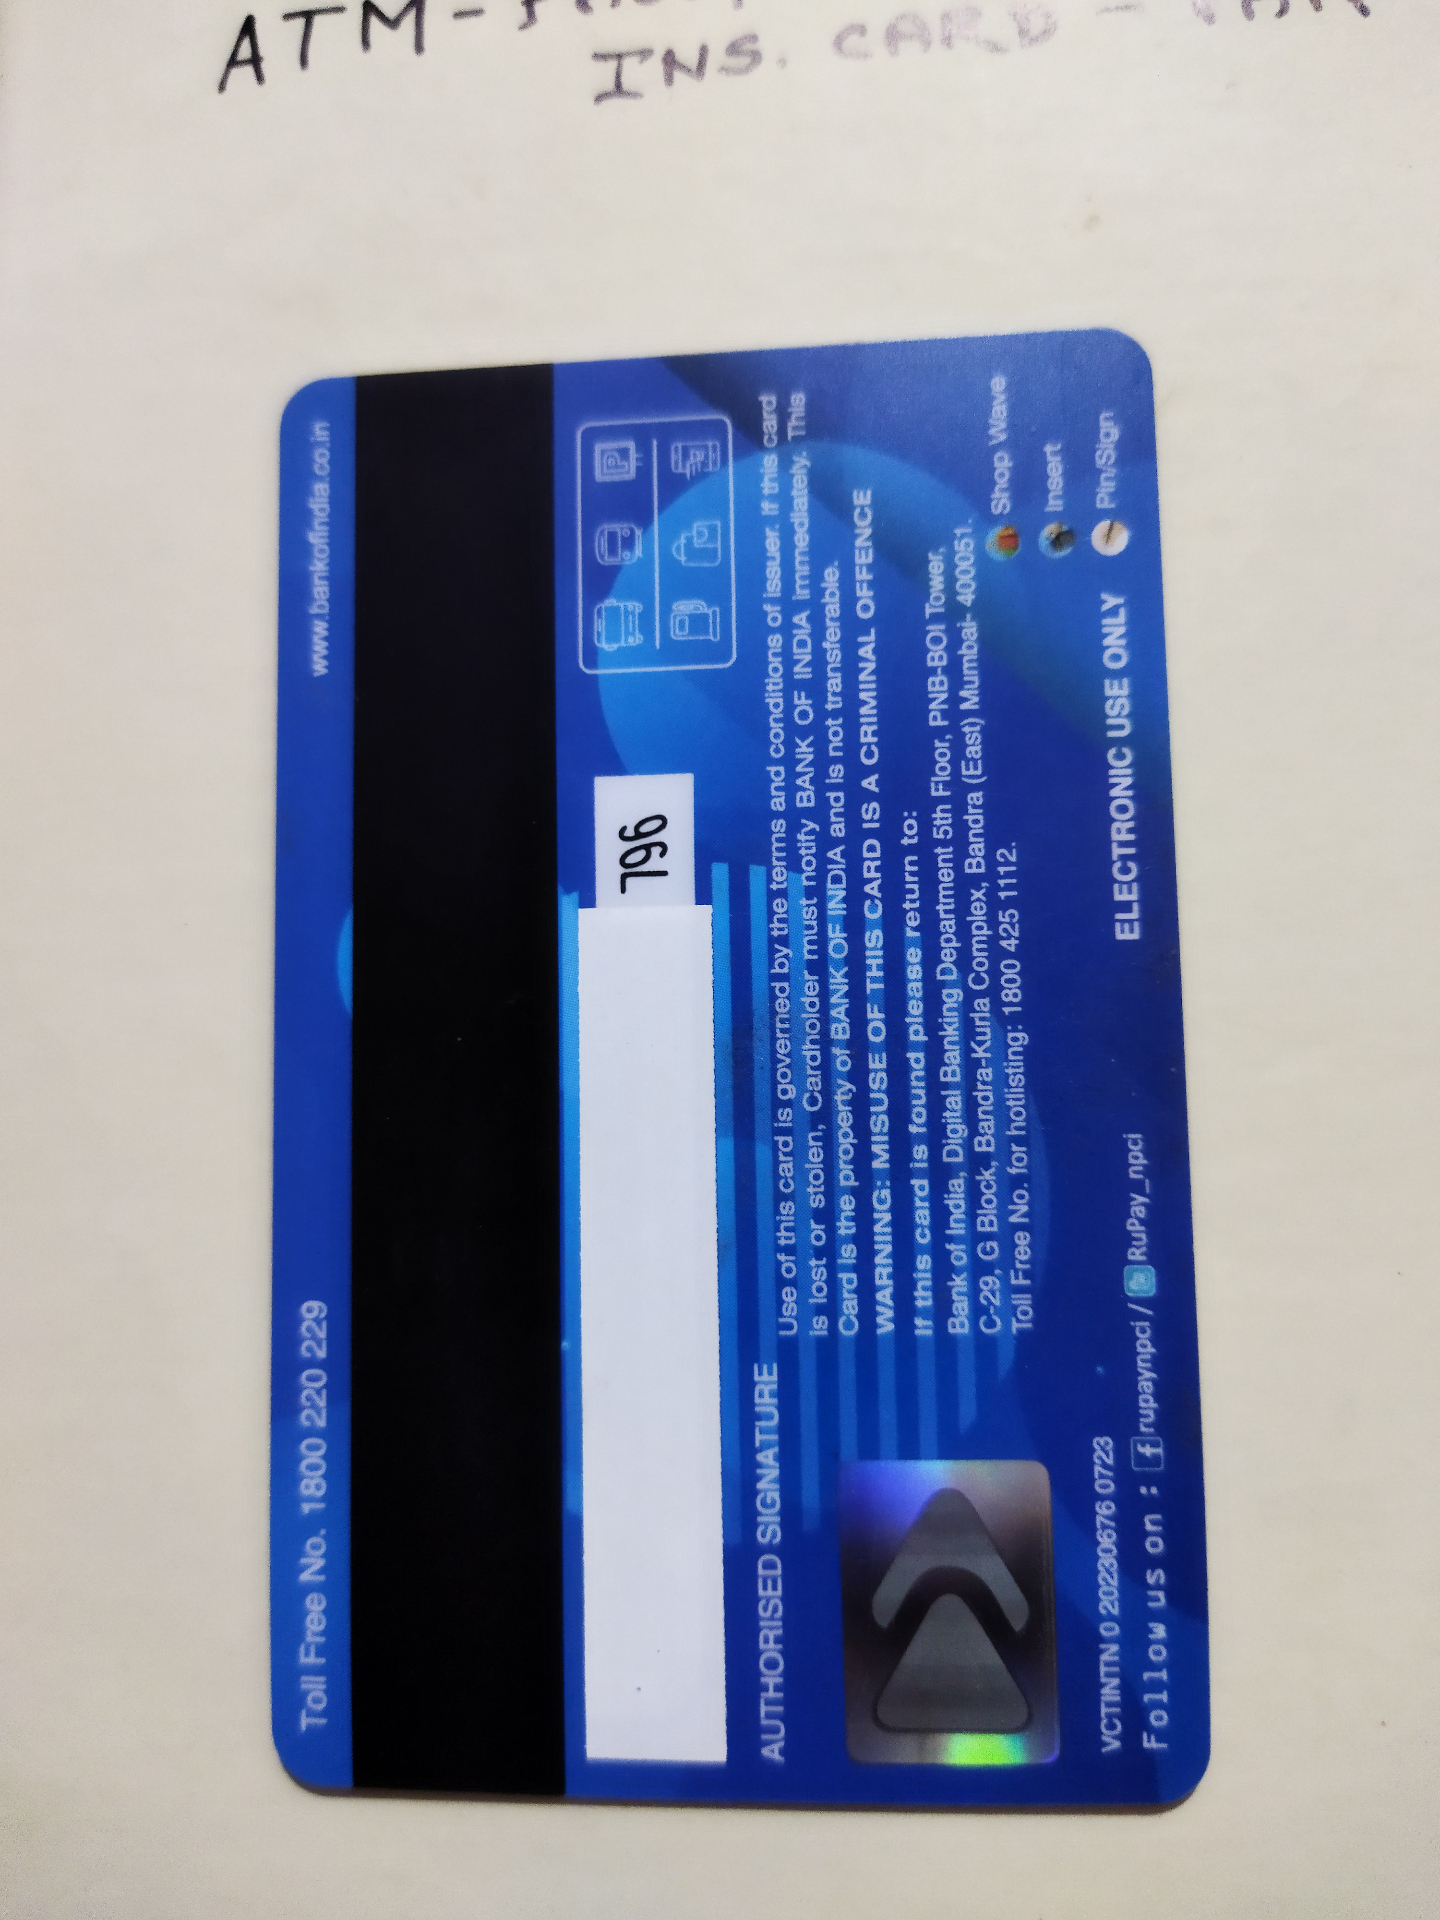 ATM -
INS. CARD -
Toll Free No. 1800 220 229
www.bankofindia.co.in
796
AUTHORISED SIGNATURE
Use of this card is governed by the terms and conditions of issuer. If this card
is lost or stolen, Cardholder must notify BANK OF INDIA immediately. This
Card is the property of BANK OF INDIA and is not transferable.
WARNING: MISUSE OF THIS CARD IS A CRIMINAL OFFENCE
If this card is found please return to:
Bank of India, Digital Banking Department 5th Floor, PNB-BOI Tower,
C-29, G Block, Bandra-Kurla Complex, Bandra (East) Mumbai- 400051.
Toll Free No. for hotlisting: 1800 425 1112.
Shop Wave
Insert
Pin/Sign
VCTINTN 0 20230676 0723
ELECTRONIC USE ONLY
Follow us on : f rupaynpci / RuPay_npci